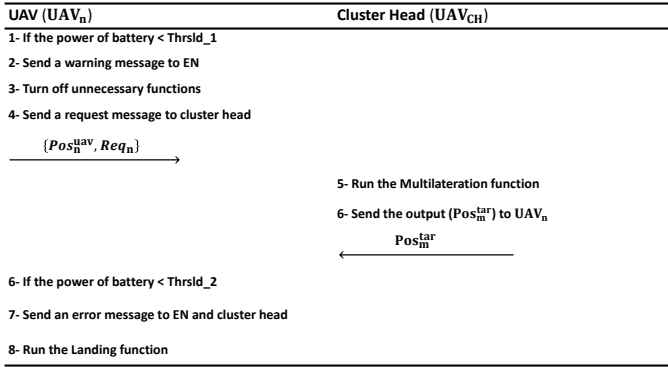 UAV (UAVₙ) Cluster Head (UAV_CH)
1- If the power of battery < Thrsld_1
2- Send a warning message to EN
3- Turn off unnecessary functions
4- Send a request message to cluster head
{Posₙᵘᵃᵛ, Reqₙ}
5- Run the Multilateration function
6- Send the output (Posₘᵗᵃʳ) to UAVₙ
Posₘᵗᵃʳ
6- If the power of battery < Thrsld_2
7- Send an error message to EN and cluster head
8- Run the Landing function